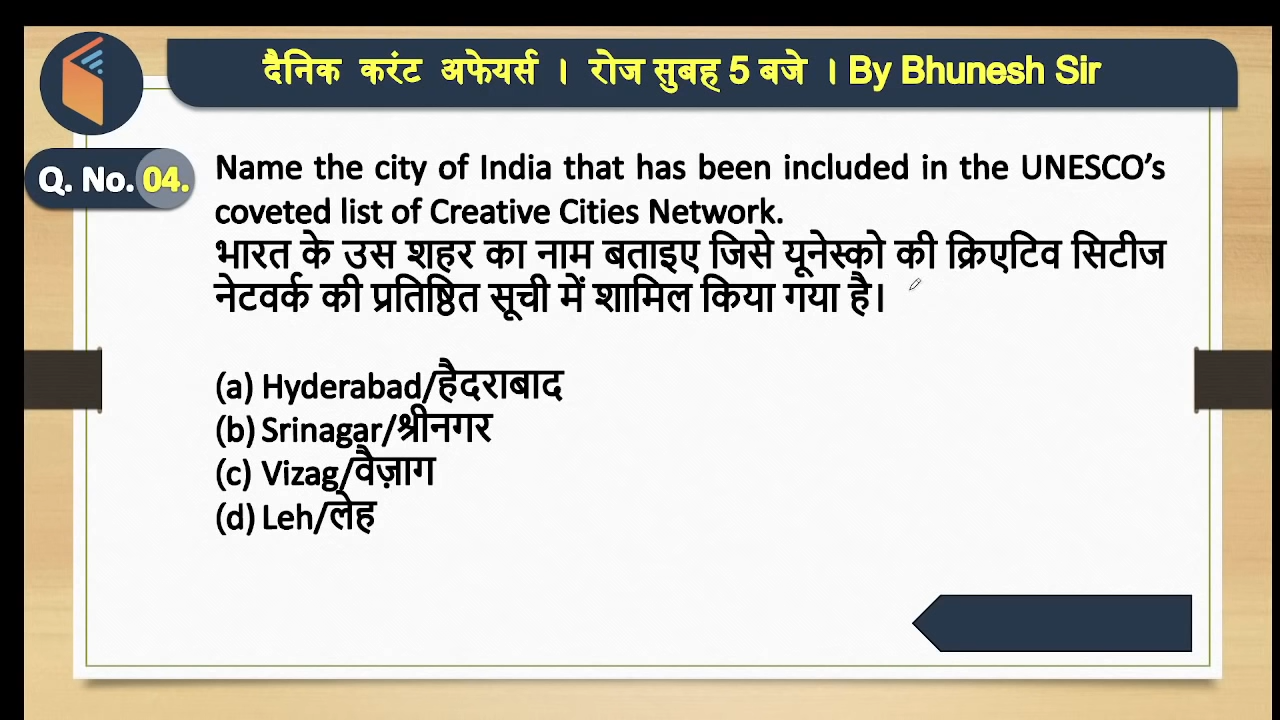 दैनिक करंट अफेयर्स । रोज सुबह 5 बजे । By Bhunesh Sir
Q. No. 04.
Name the city of India that has been included in the UNESCO’s
coveted list of Creative Cities Network.
भारत के उस शहर का नाम बताइए जिसे यूनेस्को की क्रिएटिव सिटीज
नेटवर्क की प्रतिष्ठित सूची में शामिल किया गया है।
(a) Hyderabad/हैदराबाद
(b) Srinagar/श्रीनगर
(c) Vizag/वैज़ाग
(d) Leh/लेह